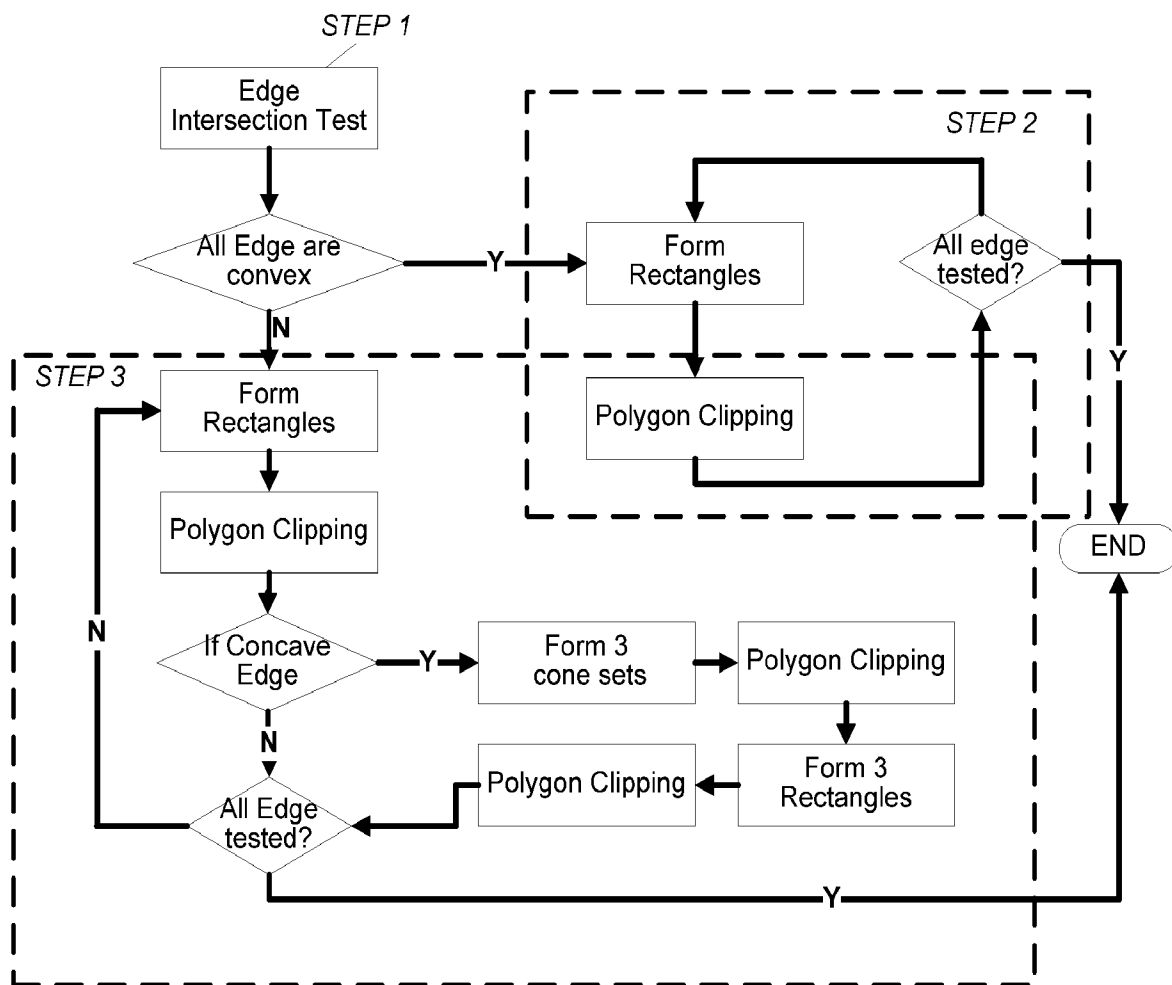 STEP 1
Edge
Intersection Test
STEP 2
All Edge are
convex
Y
Form
Rectangles
All edge
tested?
N
Y
STEP 3
Form
Rectangles
Polygon Clipping
Polygon Clipping
END
N
If Concave
Edge
Y
Form 3
cone sets
Polygon Clipping
N
Polygon Clipping
Form 3
Rectangles
All Edge
tested?
Y